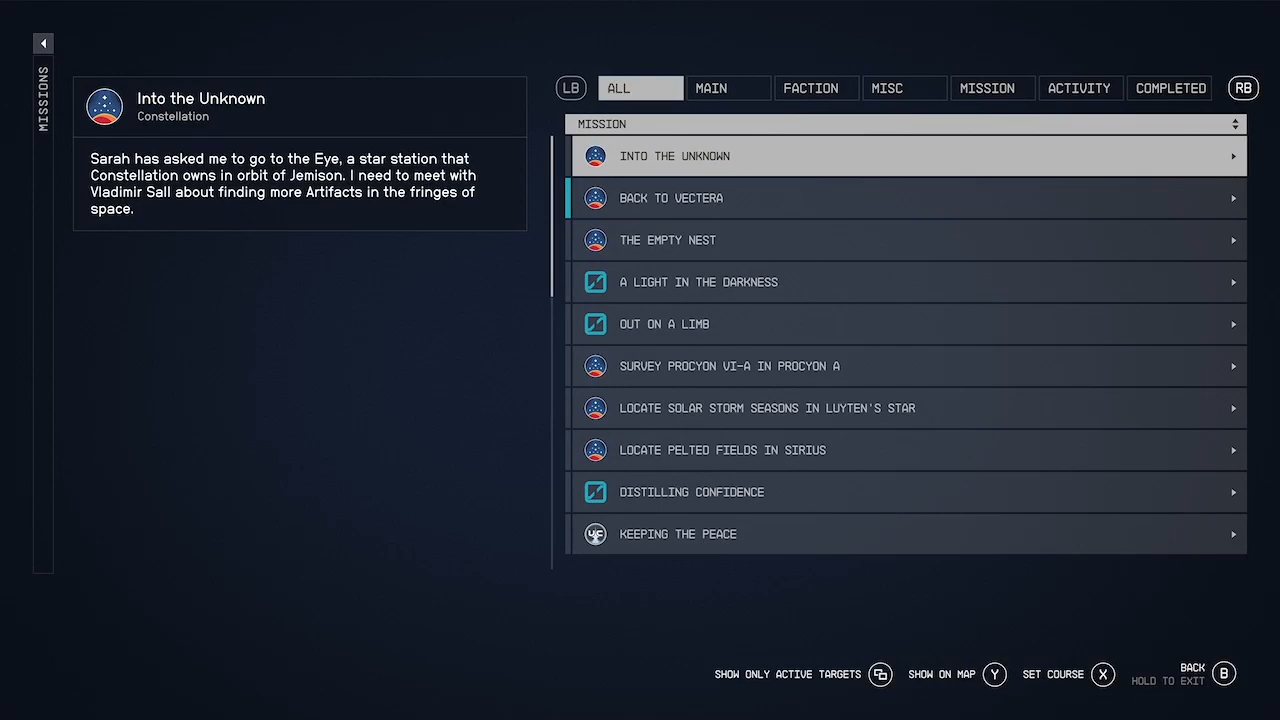 MISSIONS
Into the Unknown
Constellation
Sarah has asked me to go to the Eye, a star station that
Constellation owns in orbit of Jemison. I need to meet with
Vladimir Sall about finding more Artifacts in the fringes of
space.
LB ALL MAIN FACTION MISC MISSION ACTIVITY COMPLETED RB
MISSION
INTO THE UNKNOWN
BACK TO VECTERA
THE EMPTY NEST
A LIGHT IN THE DARKNESS
OUT ON A LIMB
SURVEY PROCYON VI-A IN PROCYON A
LOCATE SOLAR STORM SEASONS IN LUYTEN'S STAR
LOCATE PELTED FIELDS IN SIRIUS
DISTILLING CONFIDENCE
KEEPING THE PEACE
SHOW ONLY ACTIVE TARGETS SHOW ON MAP Y SET COURSE X BACK B
HOLD TO EXIT